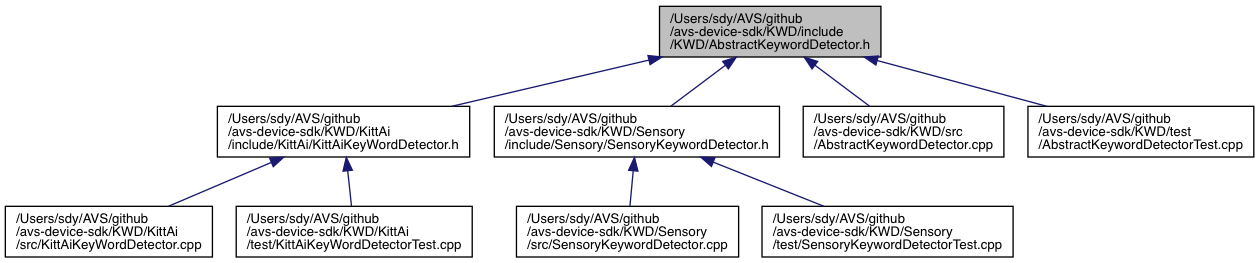 /Users/sdy/AVS/github
/avs-device-sdk/KWD/include
/KWD/AbstractKeywordDetector.h
/Users/sdy/AVS/github
/avs-device-sdk/KWD/KittAi
/include/KittAi/KittAiKeyWordDetector.h
/Users/sdy/AVS/github
/avs-device-sdk/KWD/Sensory
/include/Sensory/SensoryKeywordDetector.h
/Users/sdy/AVS/github
/avs-device-sdk/KWD/src
/AbstractKeywordDetector.cpp
/Users/sdy/AVS/github
/avs-device-sdk/KWD/test
/AbstractKeywordDetectorTest.cpp
/Users/sdy/AVS/github
/avs-device-sdk/KWD/KittAi
/src/KittAiKeyWordDetector.cpp
/Users/sdy/AVS/github
/avs-device-sdk/KWD/KittAi
/test/KittAiKeyWordDetectorTest.cpp
/Users/sdy/AVS/github
/avs-device-sdk/KWD/Sensory
/src/SensoryKeywordDetector.cpp
/Users/sdy/AVS/github
/avs-device-sdk/KWD/Sensory
/test/SensoryKeywordDetectorTest.cpp